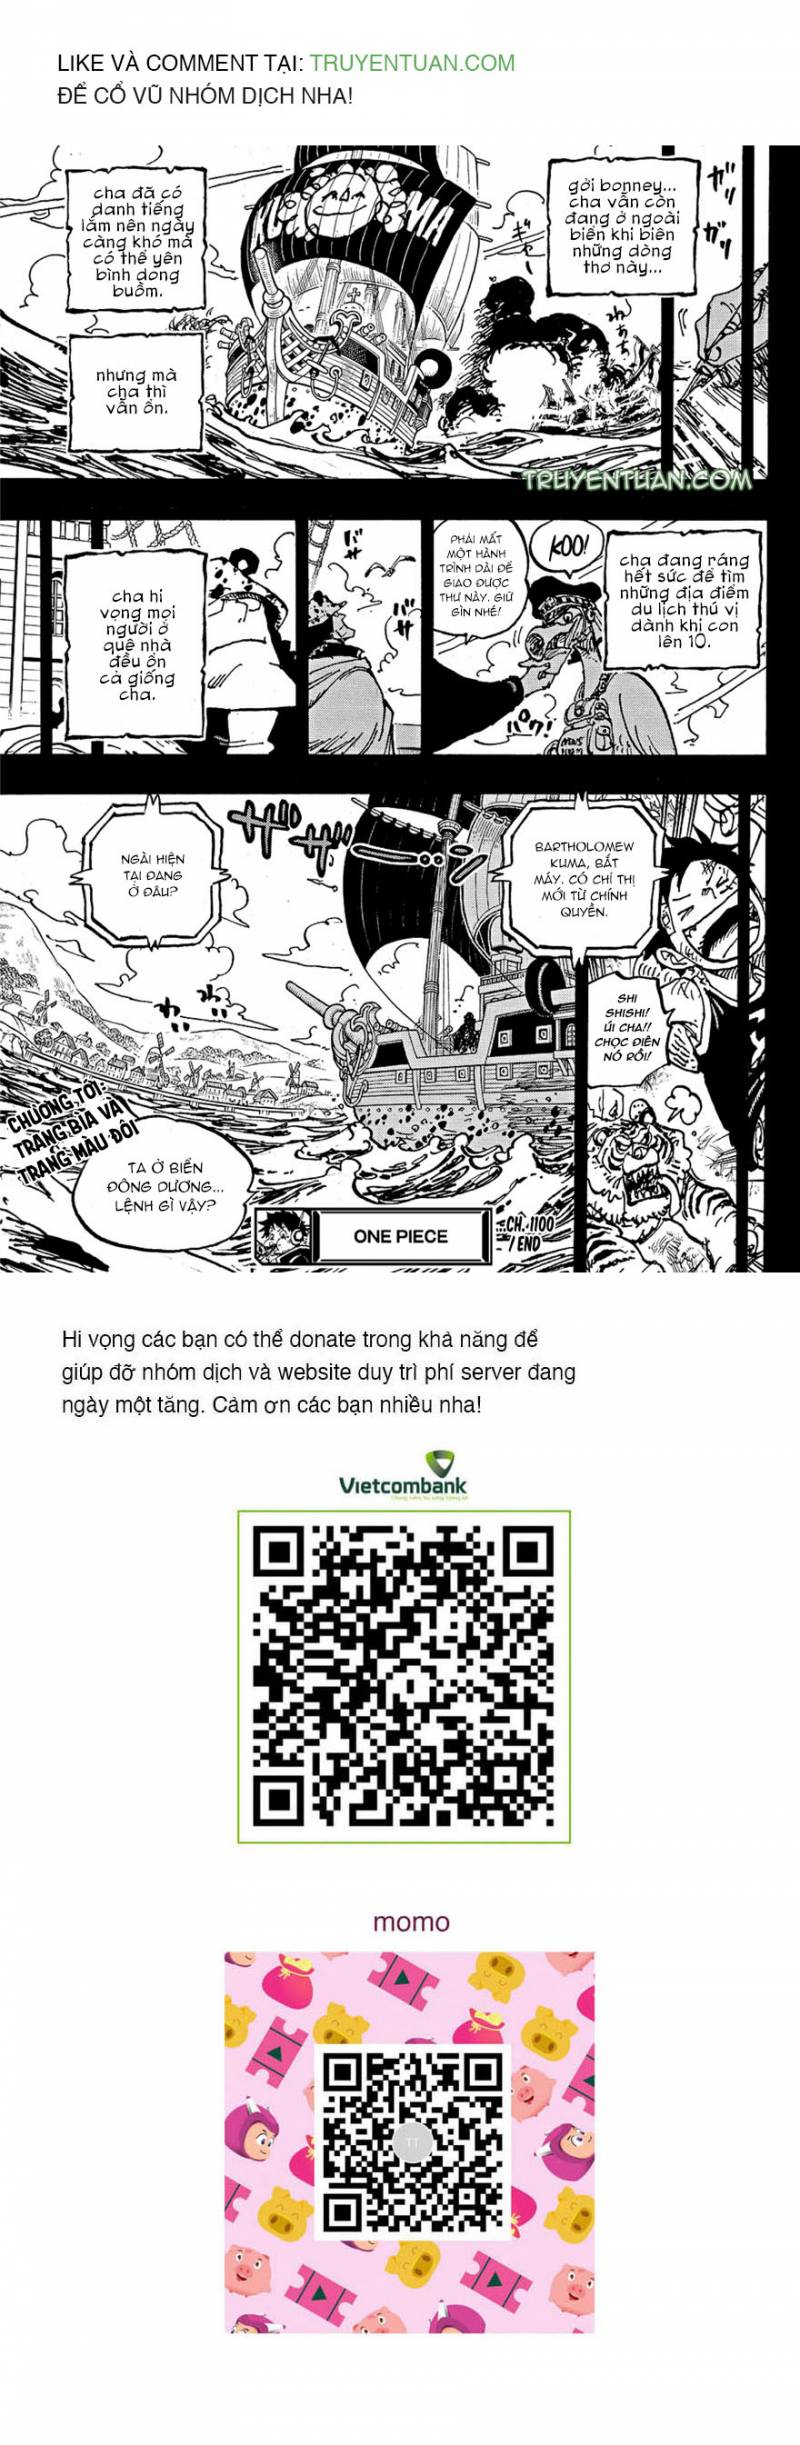 LIKE VÀ COMMENT TẠI: TRUYENTUAN.COM
ĐỂ CỔ VŨ NHÓM DỊCH NHA!
gởi bonney...
cha vẫn còn
đang ở ngoài
biển khi biên
những dòng
thơ này...
cha đã có
danh tiếng
lắm nên ngày
càng khó mà
có thể yên
bình dong
buồm.
nhưng mà
cha thì
vẫn ổn.
TRUYENTUAN.COM
cha đang ráng
hết sức để tìm
những địa điểm
du lịch thú vị
dành khi con
lên 10.
KOO!
PHẢI MẤT
MỘT HÀNH
TRÌNH DÀI ĐỂ
GIAO ĐƯỢC
THƯ NÀY. GIỮ
GÌN NHÉ!
cha hi
vọng mọi
người ở
quê nhà
đều ổn
cả giống
cha.
SHI
SHISHI!
ÚI CHA!!
CHỌC ĐIÊN
NÓ RỒI!
BARTHOLOMEW
KUMA, BẮT
MÁY. CÓ CHỈ THỊ
MỚI TỪ CHÍNH
QUYỀN.
NGÀI HIỆN
TẠI ĐANG
Ở ĐÂU?
TA Ở BIỂN
ĐÔNG DƯƠNG...
LỆNH GÌ VẬY?
CHƯƠNG TỚI:
TRANG BÌA VÀ
TRANG MÀU ĐÔI
ONE PIECE
CH. 1100
/ END
Hi vọng các bạn có thể donate trong khả năng để
giúp đỡ nhóm dịch và website duy trì phí server đang
ngày một tăng. Cảm ơn các bạn nhiều nha!
Vietcombank
momo
TT